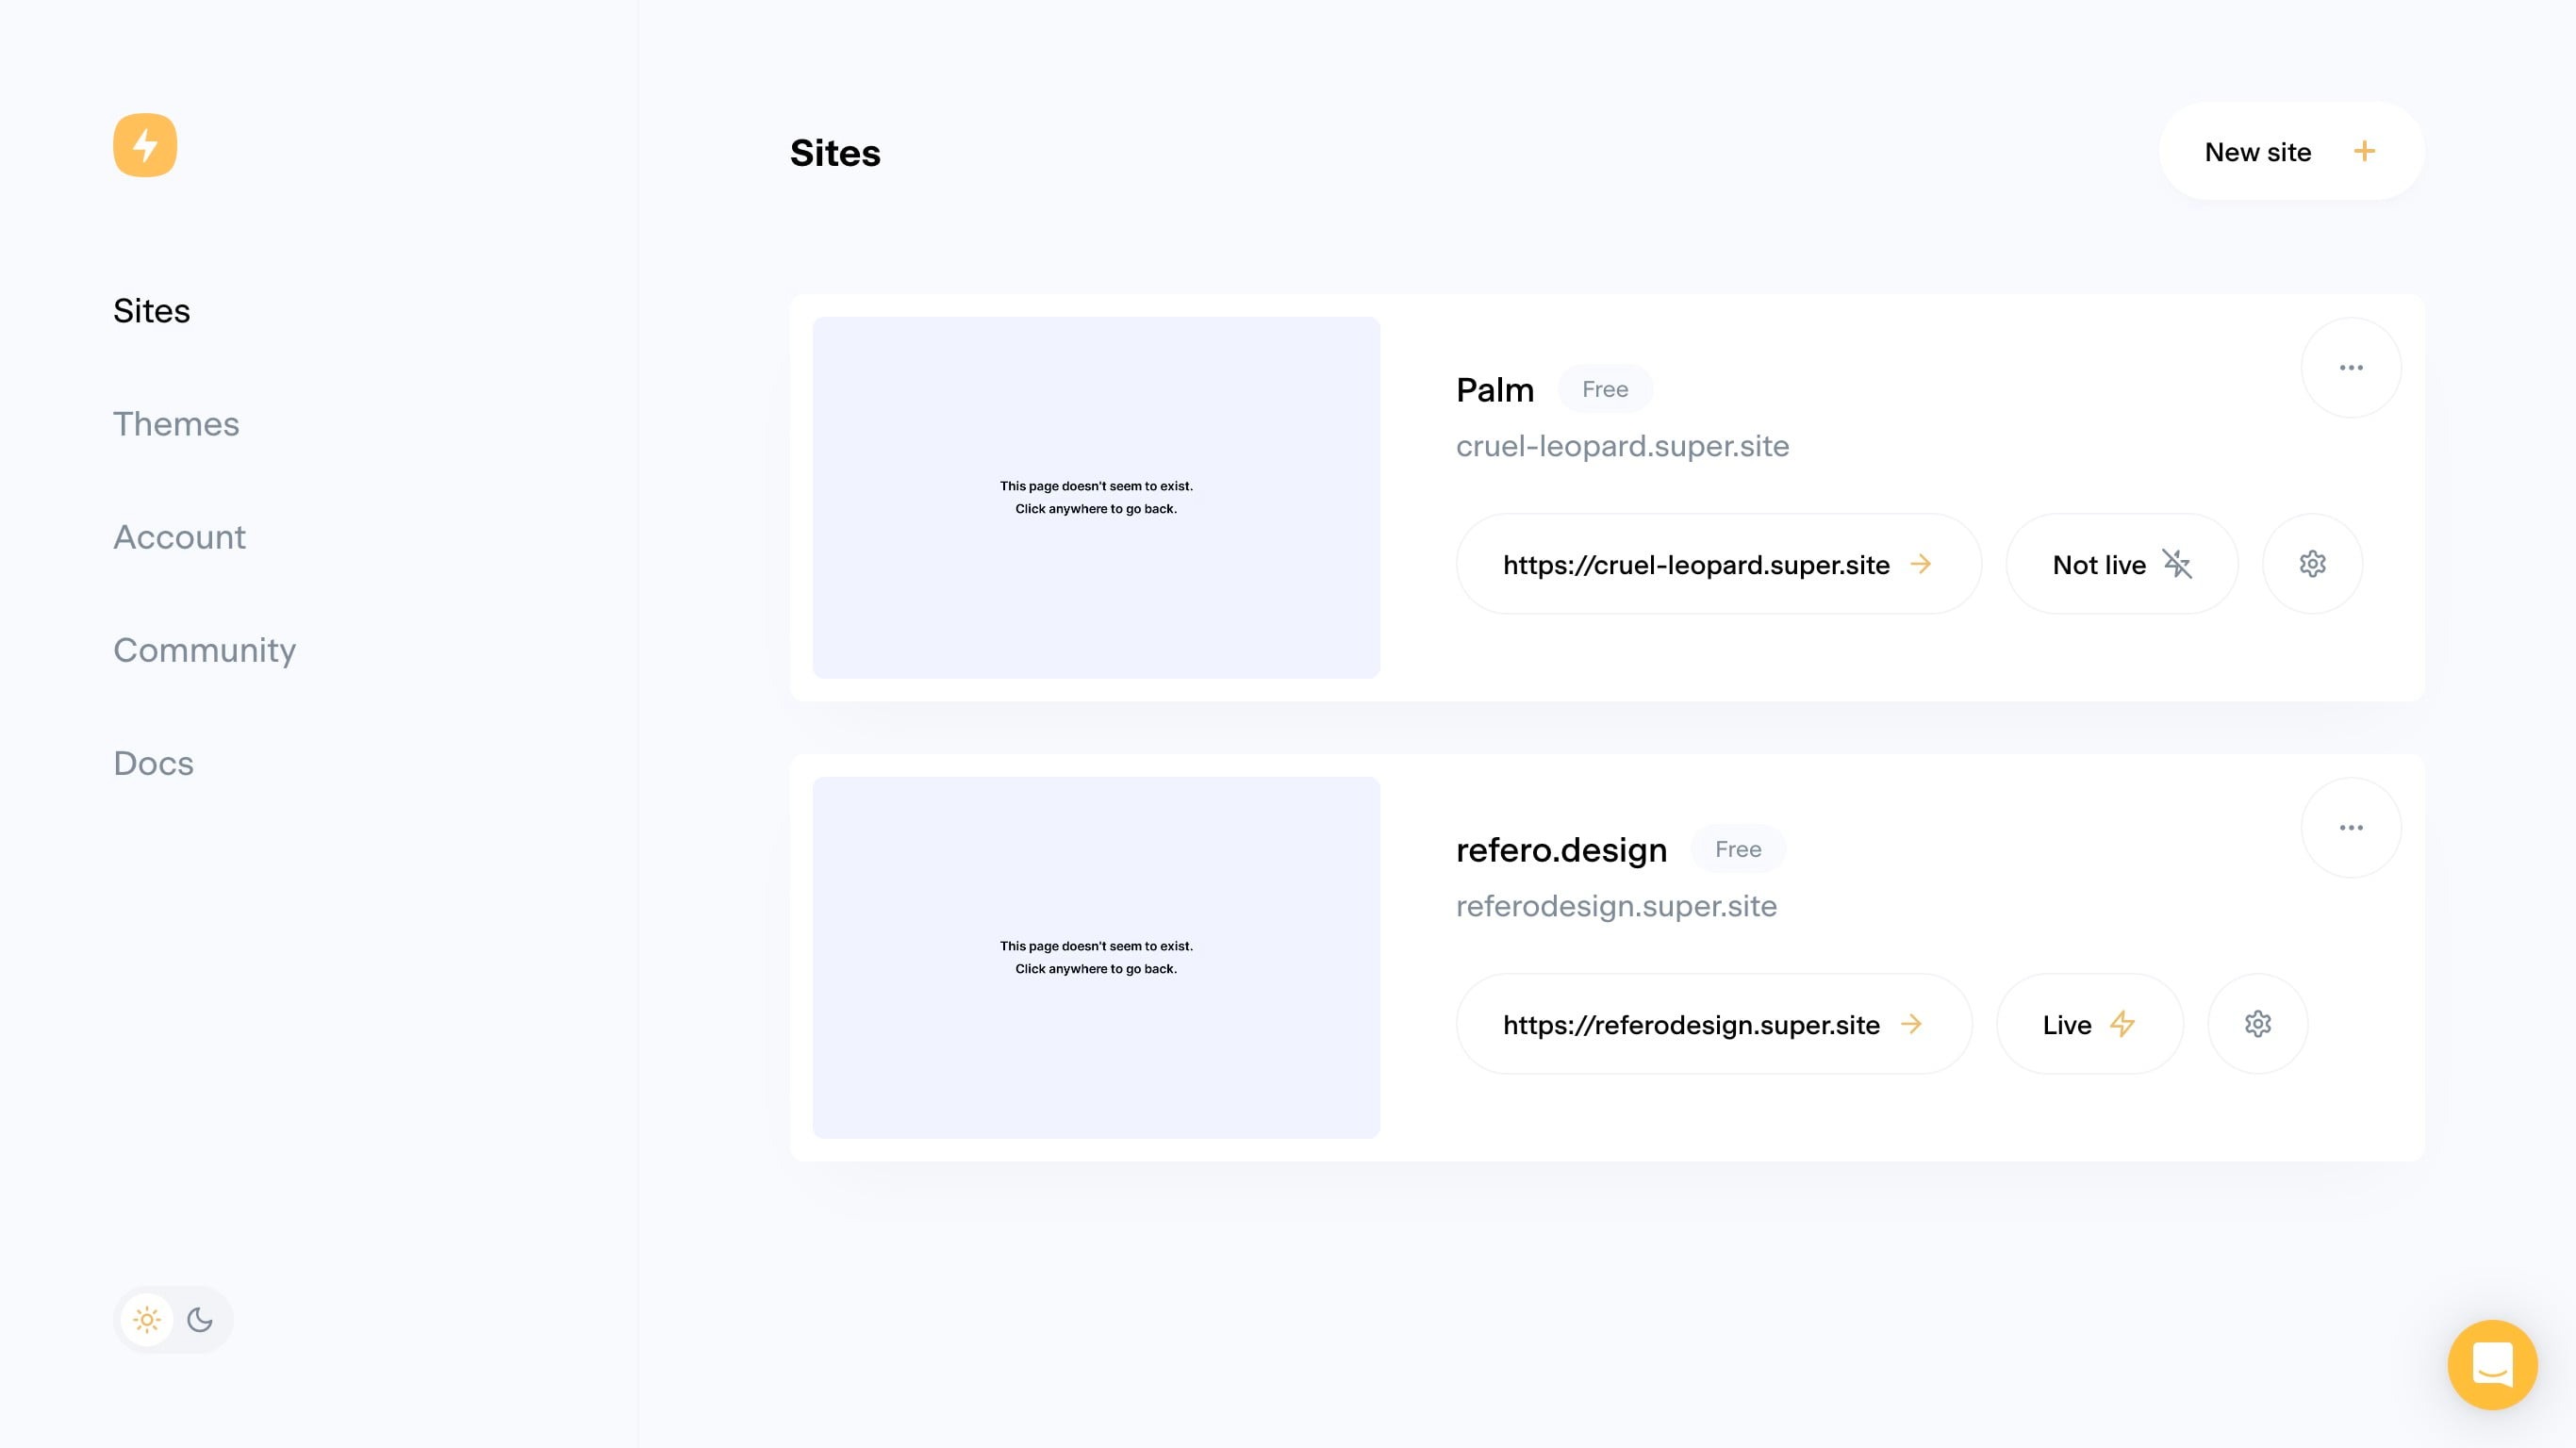 Sites
Themes
Account
Community
Docs
Sites
New site
This page doesn't seem to exist.
Click anywhere to go back.
Palm
Free
cruel-leopard.super.site
https://cruel-leopard.super.site
Not live
This page doesn't seem to exist.
Click anywhere to go back.
refero.design
Free
referodesign.super.site
https://referodesign.super.site
Live